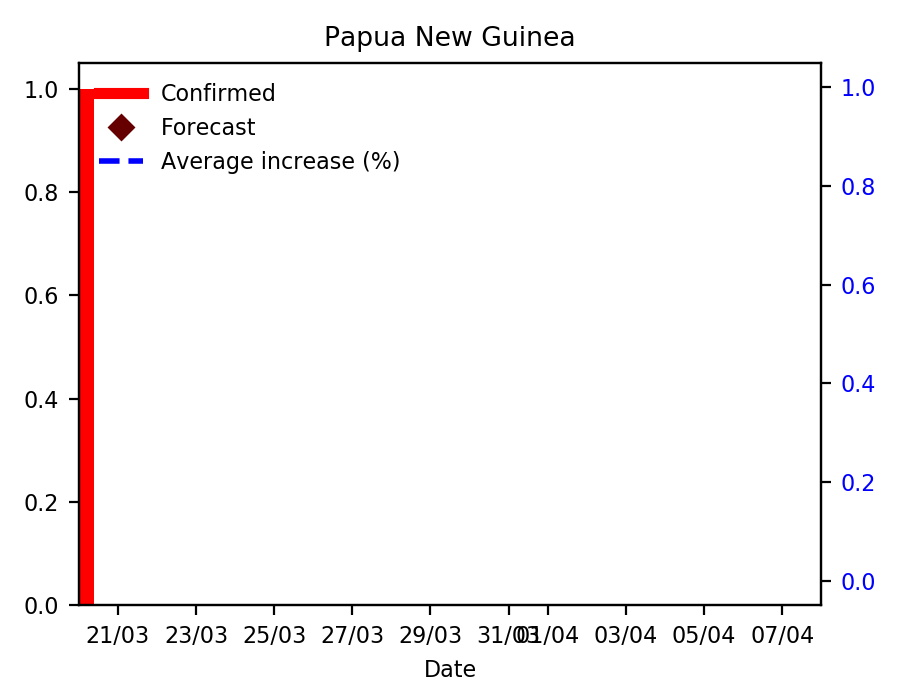 Papua New Guinea
Confirmed
Forecast
Average increase (%)
1.0
0.8
0.6
0.4
0.2
0.0
1.0
0.8
0.6
0.4
0.2
0.0
21/03 23/03 25/03 27/03 29/03 31/03 01/04 03/04 05/04 07/04
Date